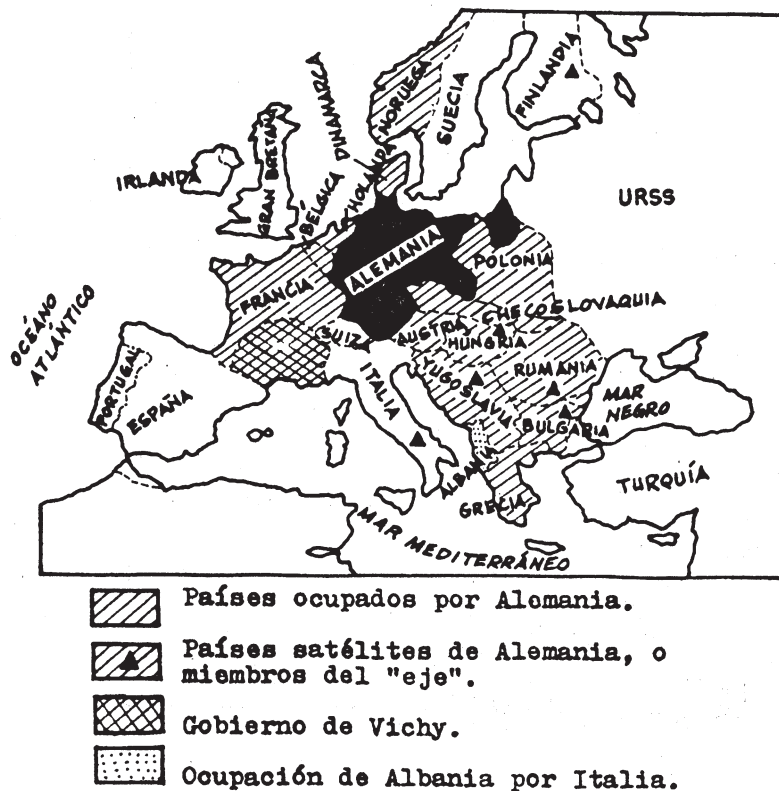 NORUEGA
SUECIA
FINLANDIA
DINAMARCA
IRLANDA
GRAN BRETAÑA
BÉLGICA
HOLANDA
URSS
ALEMANIA
POLONIA
OCÉANO
ATLÁNTICO
FRANCIA
CHECOSLOVAQUIA
SUIZ
AUSTRIA
HUNGRIA
PORTUGAL
ESPAÑA
ITALIA
YUGOSLAVIA
RUMANIA
MAR
NEGRO
BULGARIA
ALBANIA
GRECIA
TURQUÍA
MAR MEDITERRÁNEO
Países ocupados por Alemania.
Países satélites de Alemania, o
miembros del "eje".
Gobierno de Vichy.
Ocupación de Albania por Italia.